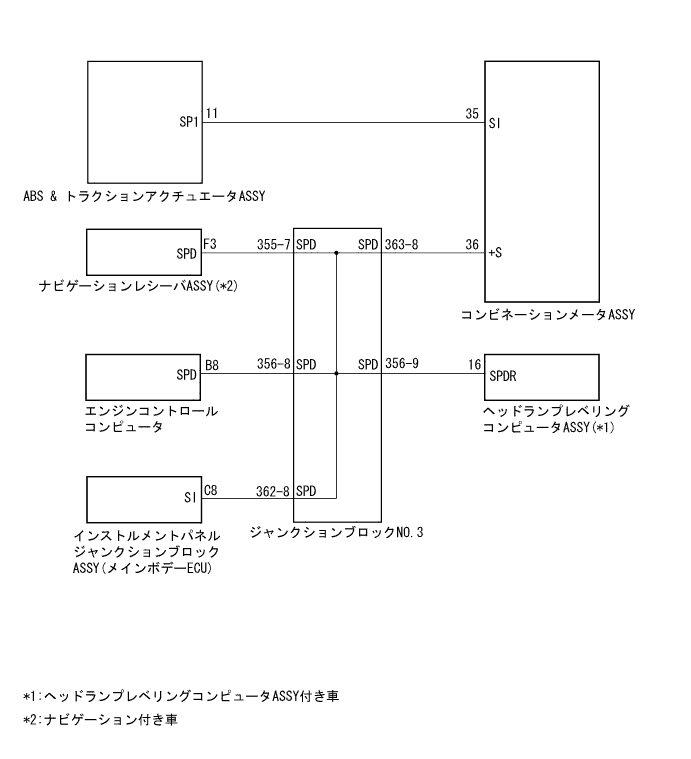 11
35
SP1
SI
ABS & トラクションアクチュエータASSY
F3
355-7
SPD
SPD
363-8
36
SPD
+S
ナビゲーションレシーバASSY(*2)
コンビネーションメータASSY
B8
356-8
SPD
SPD
356-9
16
SPD
SPDR
エンジンコントロール
コンピュータ
ヘッドランプレベリング
コンピュータASSY(*1)
C8
362-8
SPD
SI
インストルメントパネル
ジャンクションブロック
ASSY(メインボデーECU)
ジャンクションブロックNO.3
*1:ヘッドランプレベリングコンピュータASSY付き車
*2:ナビゲーション付き車